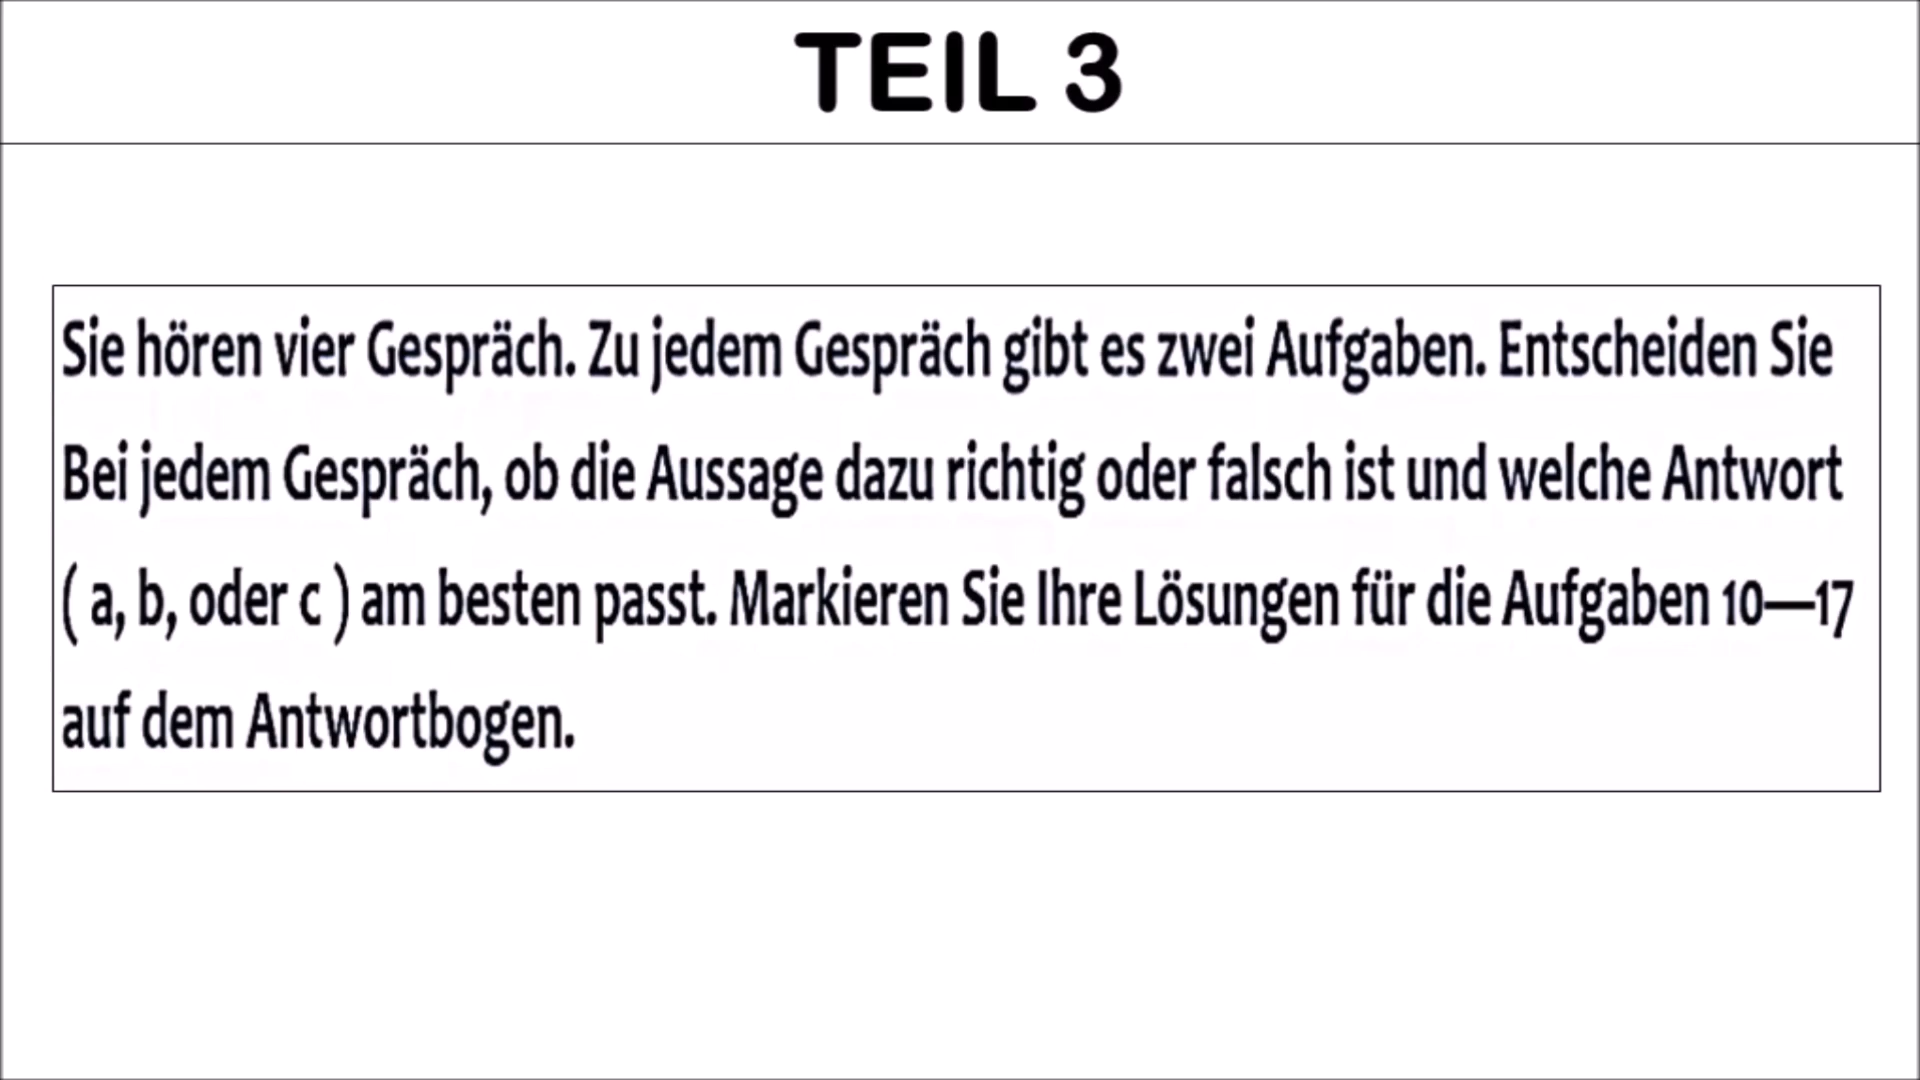 TEIL 3
Sie hören vier Gespräch. Zu jedem Gespräch gibt es zwei Aufgaben. Entscheiden Sie
Bei jedem Gespräch, ob die Aussage dazu richtig oder falsch ist und welche Antwort
( a, b, oder c ) am besten passt. Markieren Sie Ihre Lösungen für die Aufgaben 10—17
auf dem Antwortbogen.